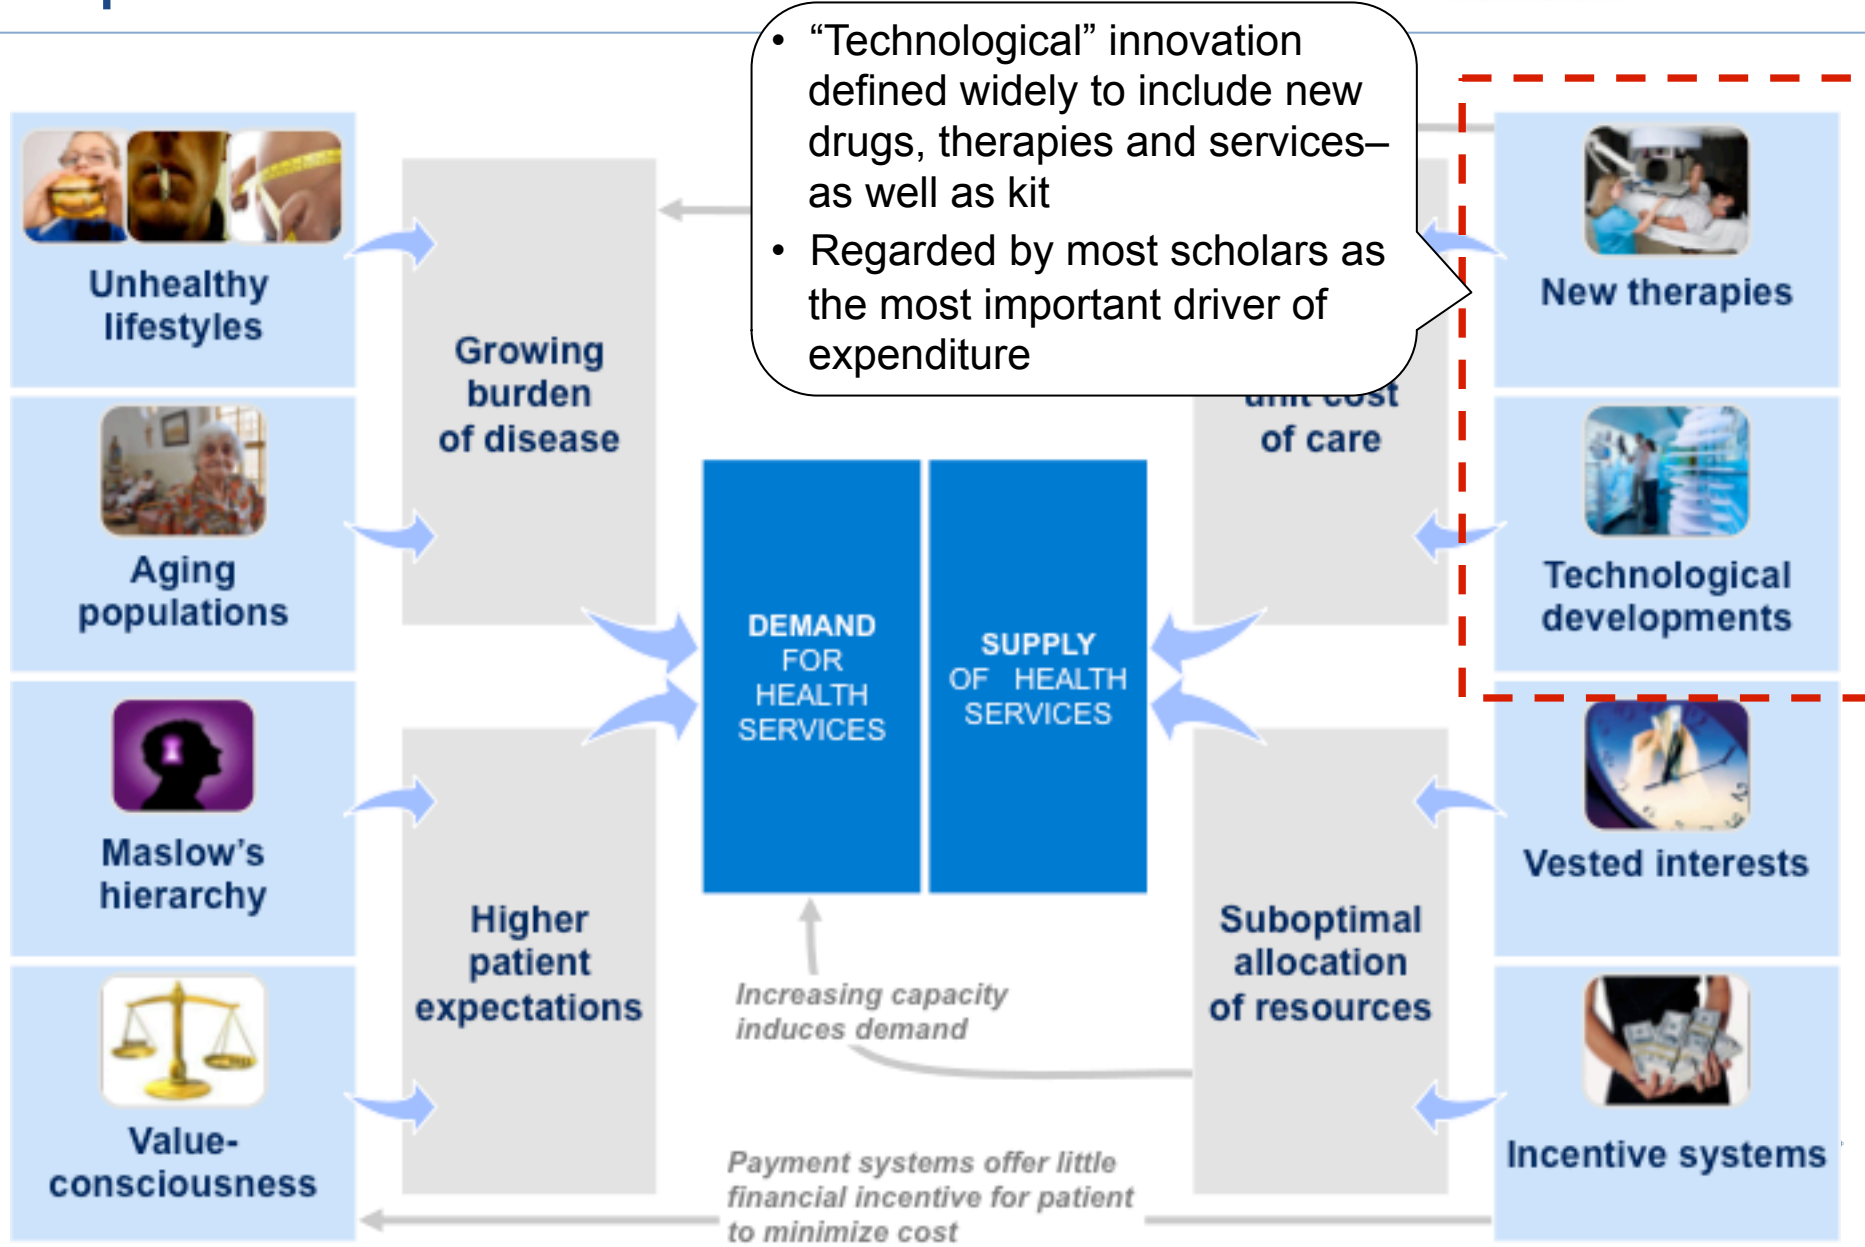 • “Technological” innovation
defined widely to include new
drugs, therapies and services–
as well as kit
• Regarded by most scholars as
the most important driver of
expenditure
Unhealthy
lifestyles
Growing
burden
of disease
unit cost
of care
New therapies
Aging
populations
Technological
developments
DEMAND
FOR
HEALTH
SERVICES
SUPPLY
OF HEALTH
SERVICES
Maslow’s
hierarchy
Higher
patient
expectations
Suboptimal
allocation
of resources
Vested interests
Increasing capacity
induces demand
Value-
consciousness
Incentive systems
Payment systems offer little
financial incentive for patient
to minimize cost